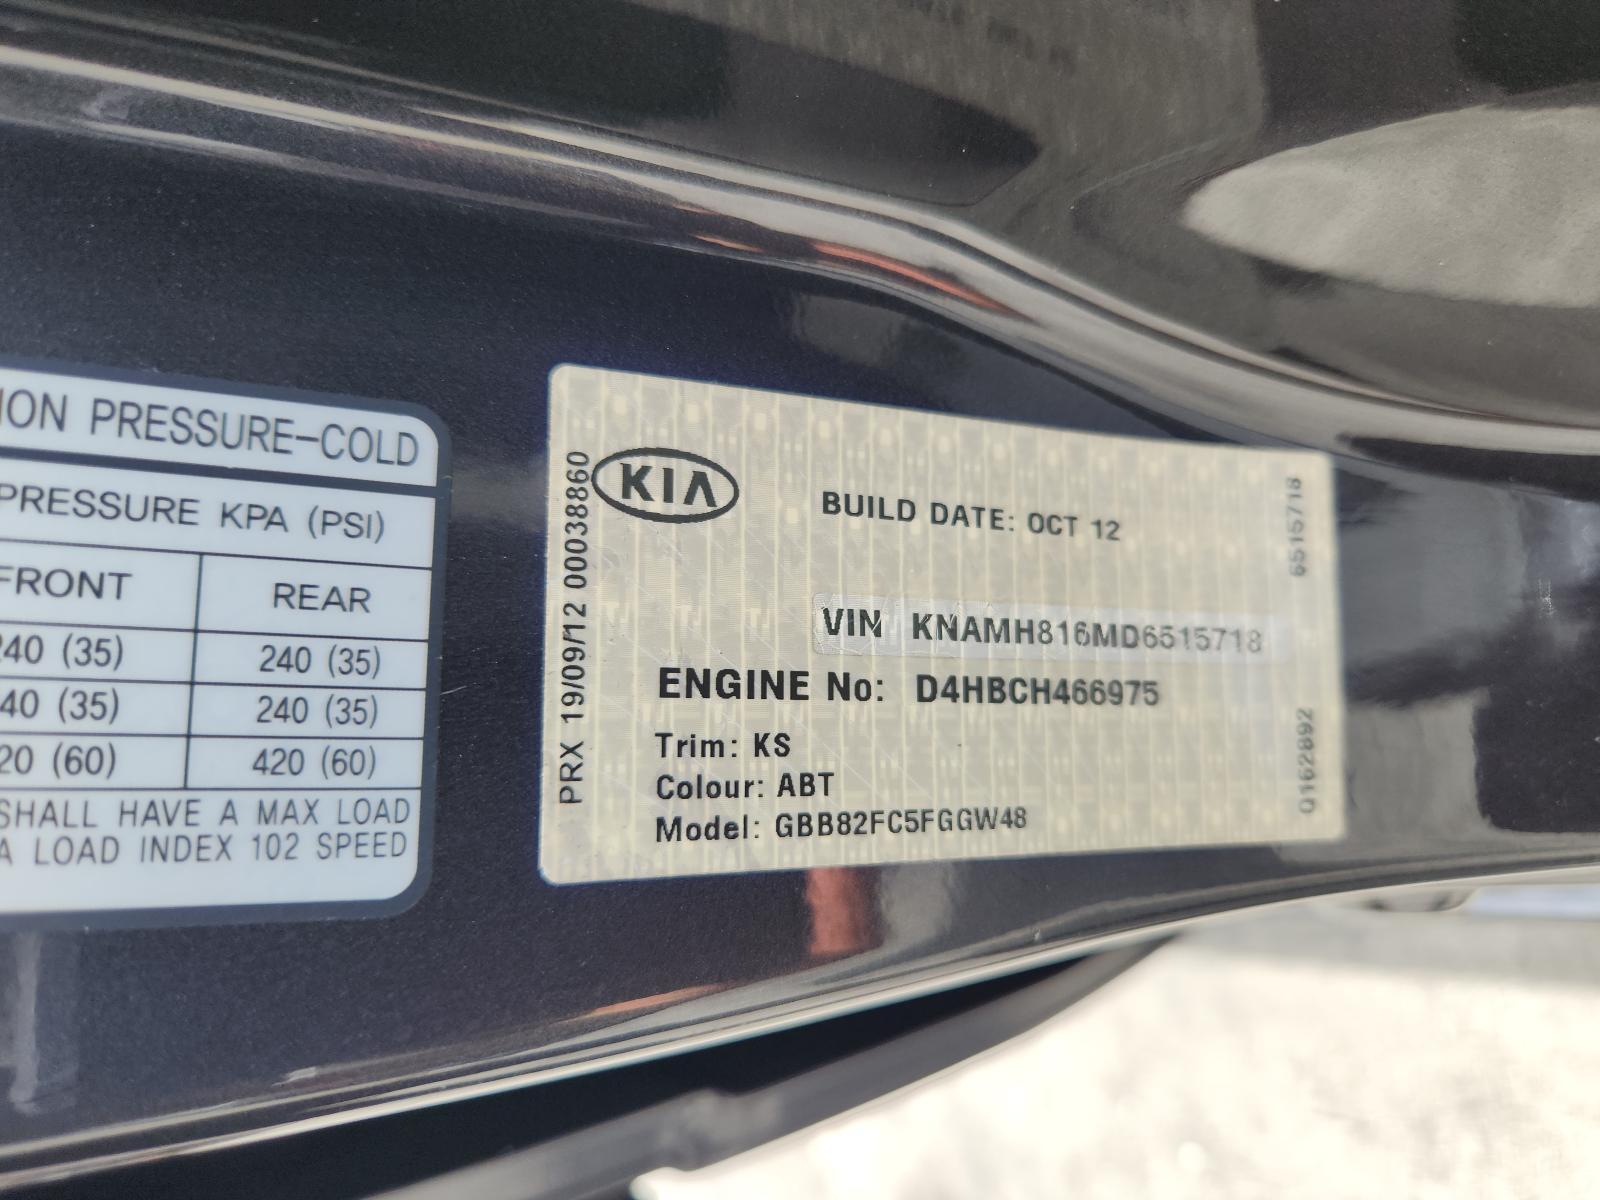 ION PRESSURE-COLD
PRESSURE KPA (PSI)
FRONT REAR
240 (35) 240 (35)
40 (35) 240 (35)
20 (60) 420 (60)
SHALL HAVE A MAX LOAD
A LOAD INDEX 102 SPEED
PRX 19/09/12 00038860
KIA
BUILD DATE: OCT 12
VIN KNAMH816MD6515718
ENGINE No: D4HBCH466975
Trim: KS
Colour: ABT
Model: GBB82FC5FGGW48
6515718
Q162892